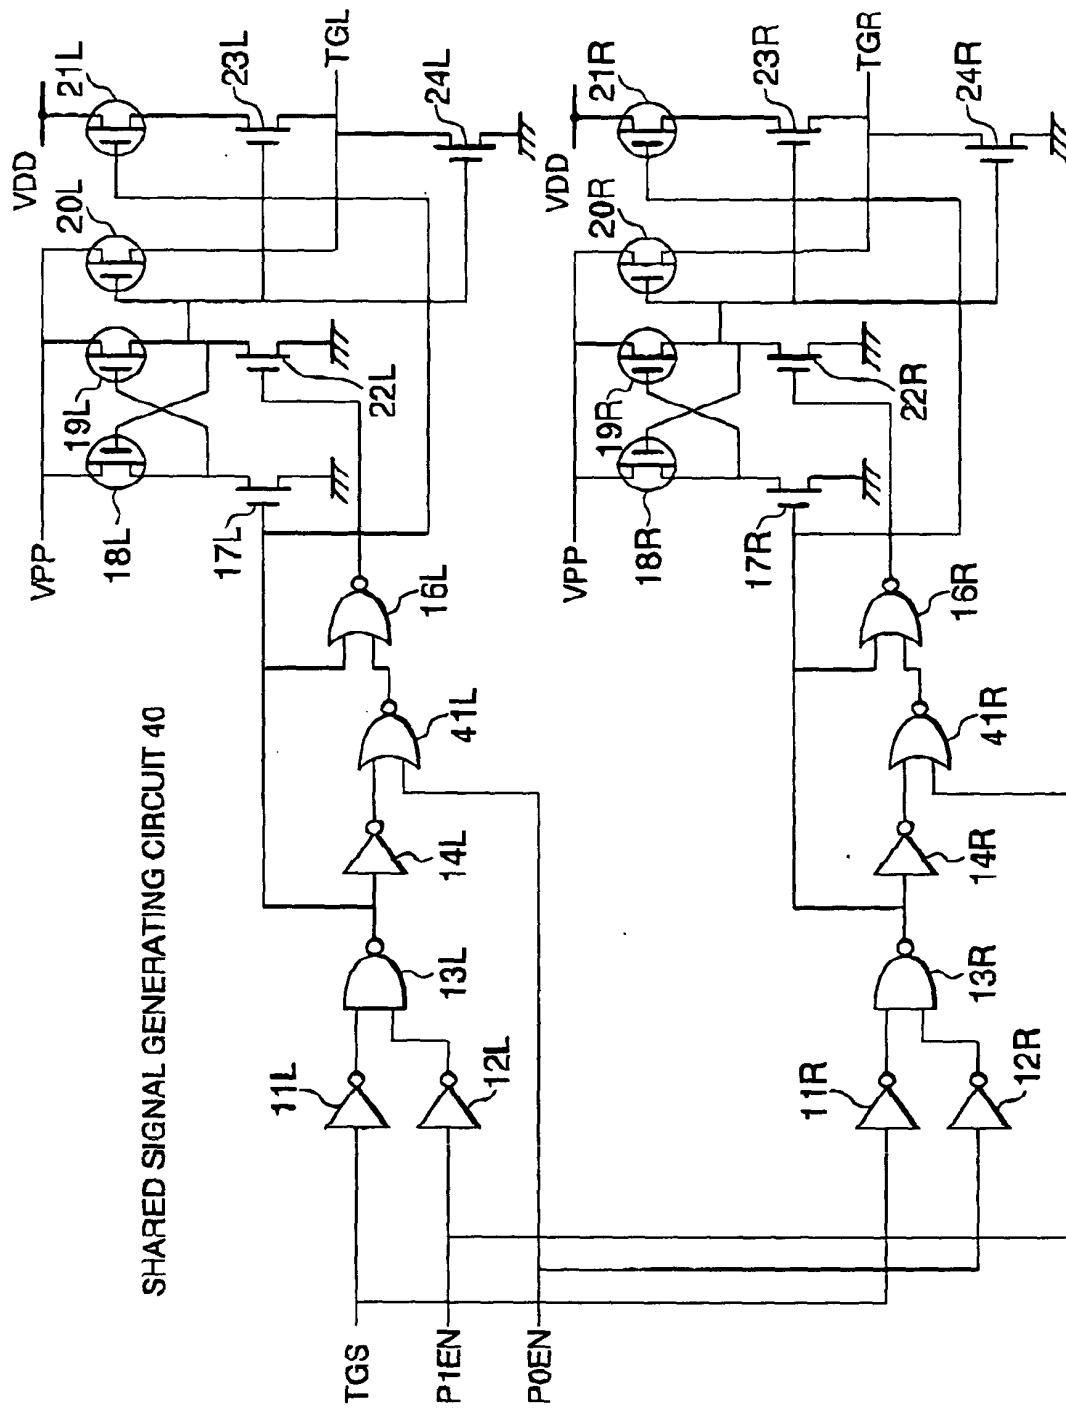 SHARED SIGNAL GENERATING CIRCUIT 40
VPP
VDD
18L
19L
20L
21L
17L
22L
23L
TGL
24L
16L
41L
14L
13L
11L
12L
TGS
P1EN
P0EN
VPP
VDD
18R
19R
20R
21R
17R
22R
23R
TGR
24R
16R
41R
14R
13R
11R
12R